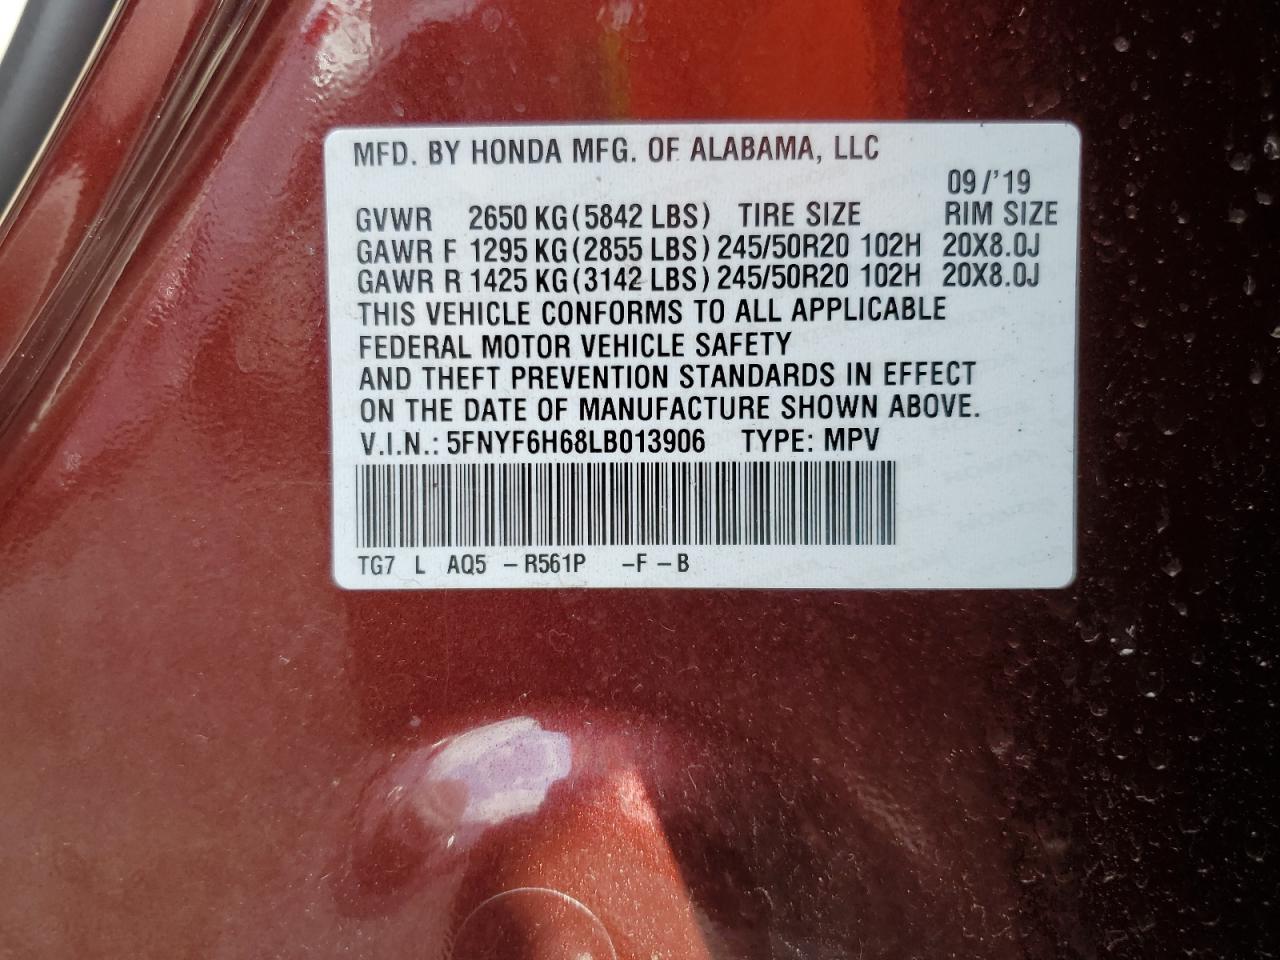 MFD. BY HONDA MFG. OF ALABAMA, LLC
09/'19
GVWR 2650 KG (5842 LBS) TIRE SIZE RIM SIZE
GAWR F 1295 KG (2855 LBS) 245/50R20 102H 20X8.0J
GAWR R 1425 KG (3142 LBS) 245/50R20 102H 20X8.0J
THIS VEHICLE CONFORMS TO ALL APPLICABLE
FEDERAL MOTOR VEHICLE SAFETY
AND THEFT PREVENTION STANDARDS IN EFFECT
ON THE DATE OF MANUFACTURE SHOWN ABOVE.
V.I.N.: 5FNYF6H68LB013906 TYPE: MPV
TG7 L AQ5 – R561P –F – B